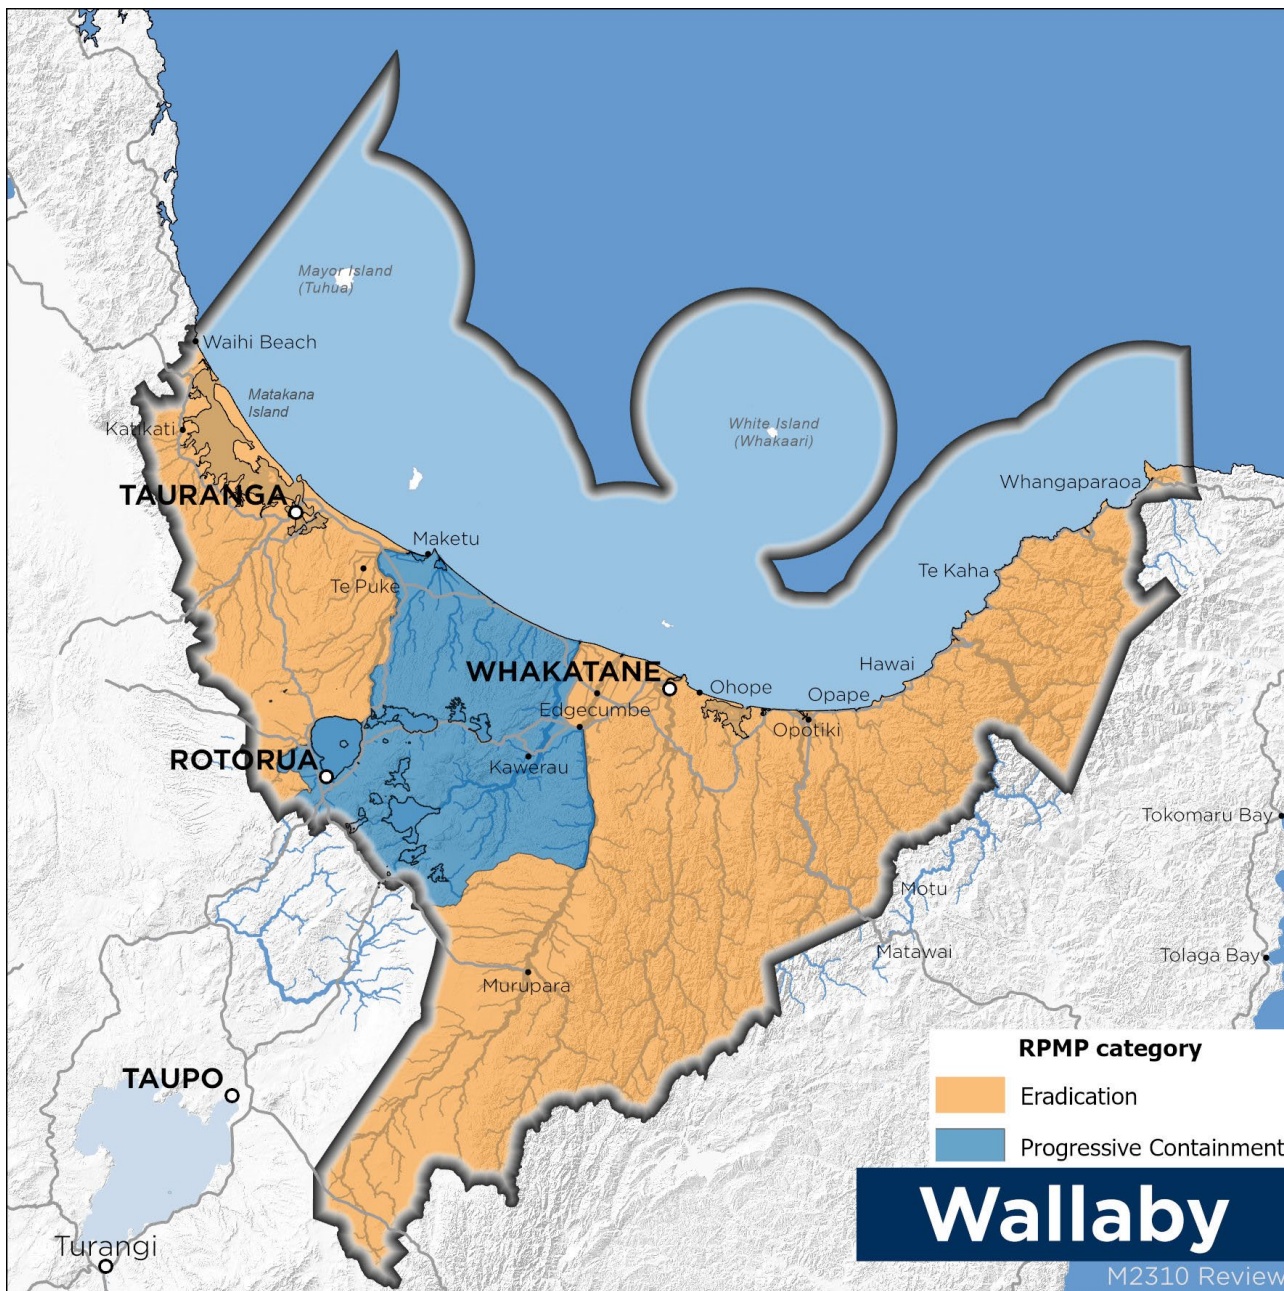 Mayor Island
(Tuhua)
Waihi Beach
Matakana
Island
Katikati
White Island
(Whakaari)
TAURANGA
Whangaparaoa
Maketu
Te Puke
Te Kaha
WHAKATANE
Hawai
Ohope
Opape
Edgecumbe
Opotiki
ROTORUA
Kawerau
Tokomaru Bay
Motu
Matawai
Tolaga Bay
Murupara
RPMP category
TAUPO
Eradication
Progressive Containment
Wallaby
Turangi
M2310 Review